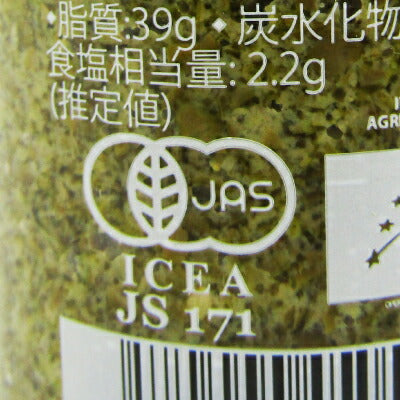 ・脂質:39g・炭水化物
食塩相当量: 2.2g
(推定値)
AGRI
JAS
ICEA
JS 171